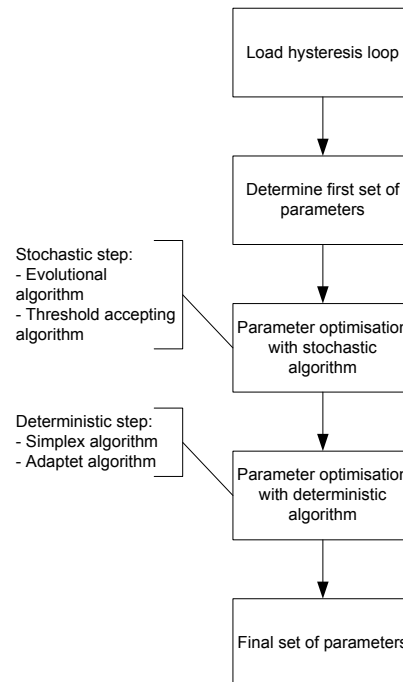 Load hysteresis loop
Determine first set of
parameters
Stochastic step:
- Evolutional
algorithm
- Threshold accepting
algorithm
Parameter optimisation
with stochastic
algorithm
Deterministic step:
- Simplex algorithm
- Adaptet algorithm
Parameter optimisation
with deterministic
algorithm
Final set of parameters